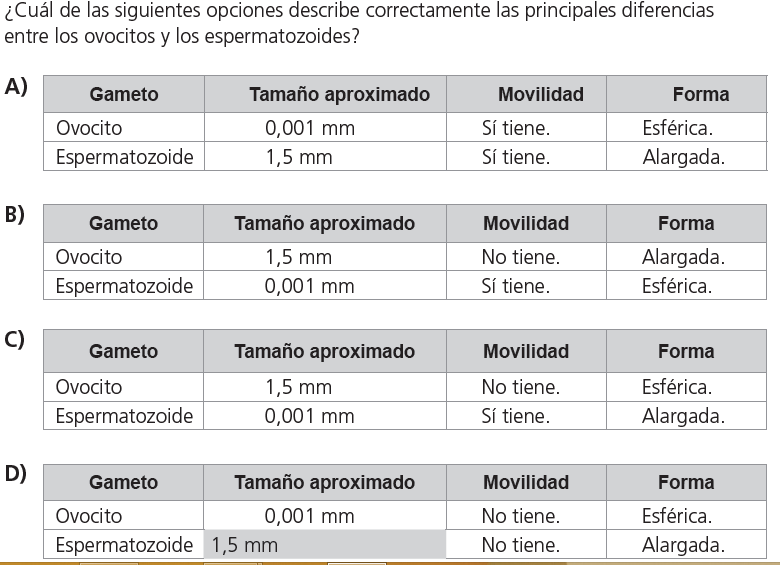 ¿Cuál de las siguientes opciones describe correctamente las principales diferencias
entre los ovocitos y los espermatozoides?
A)
Gameto Tamaño aproximado Movilidad Forma
Ovocito 0,001 mm Sí tiene. Esférica.
Espermatozoide 1,5 mm Sí tiene. Alargada.
B)
Gameto Tamaño aproximado Movilidad Forma
Ovocito 1,5 mm No tiene. Alargada.
Espermatozoide 0,001 mm Sí tiene. Esférica.
C)
Gameto Tamaño aproximado Movilidad Forma
Ovocito 1,5 mm No tiene. Esférica.
Espermatozoide 0,001 mm Sí tiene. Alargada.
D)
Gameto Tamaño aproximado Movilidad Forma
Ovocito 0,001 mm No tiene. Esférica.
Espermatozoide 1,5 mm No tiene. Alargada.